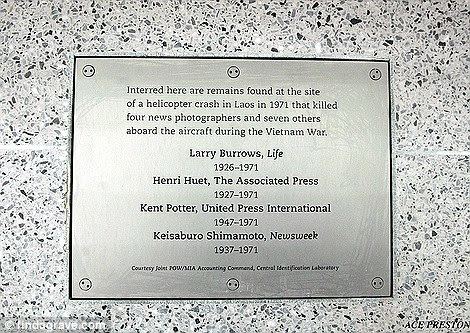 Interred here are remains found at the site
of a helicopter crash in Laos in 1971 that killed
four news photographers and seven others
aboard the aircraft during the Vietnam War.
Larry Burrows, Life
1926–1971
Henri Huet, The Associated Press
1927–1971
Kent Potter, United Press International
1947–1971
Keisaburo Shimamoto, Newsweek
1937–1971
Courtesy Joint POW/MIA Accounting Command, Central Identification Laboratory
© findagrave.com